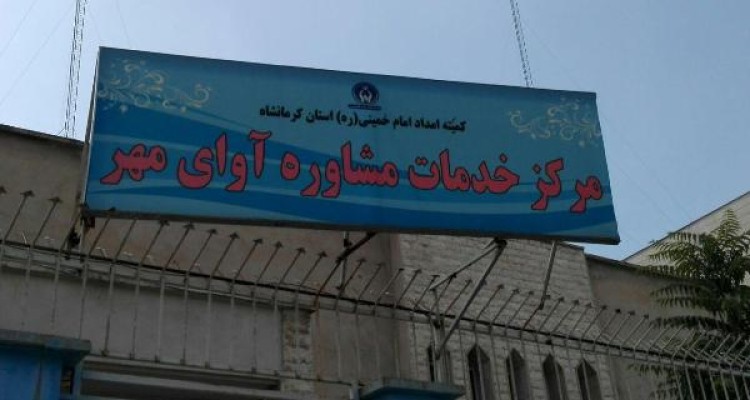 کمیته امداد امام خمینی(ره) استان کرمانشاه
مرکز خدمات مشاوره آوای مهر